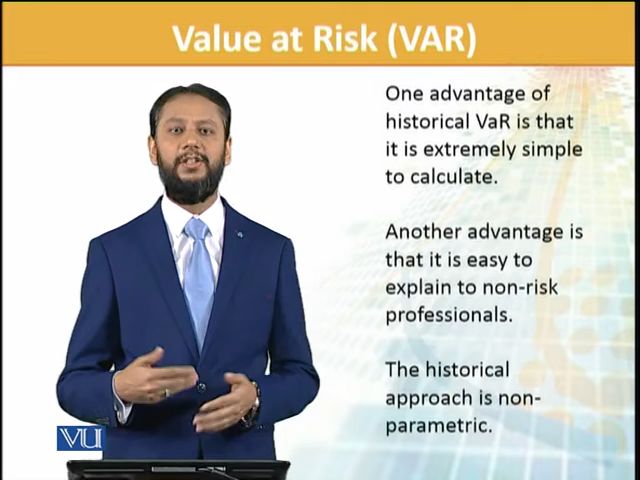 Value at Risk (VAR)
One advantage of
historical VaR is that
it is extremely simple
to calculate.
Another advantage is
that it is easy to
explain to non-risk
professionals.
The historical
approach is non-
parametric.
VU